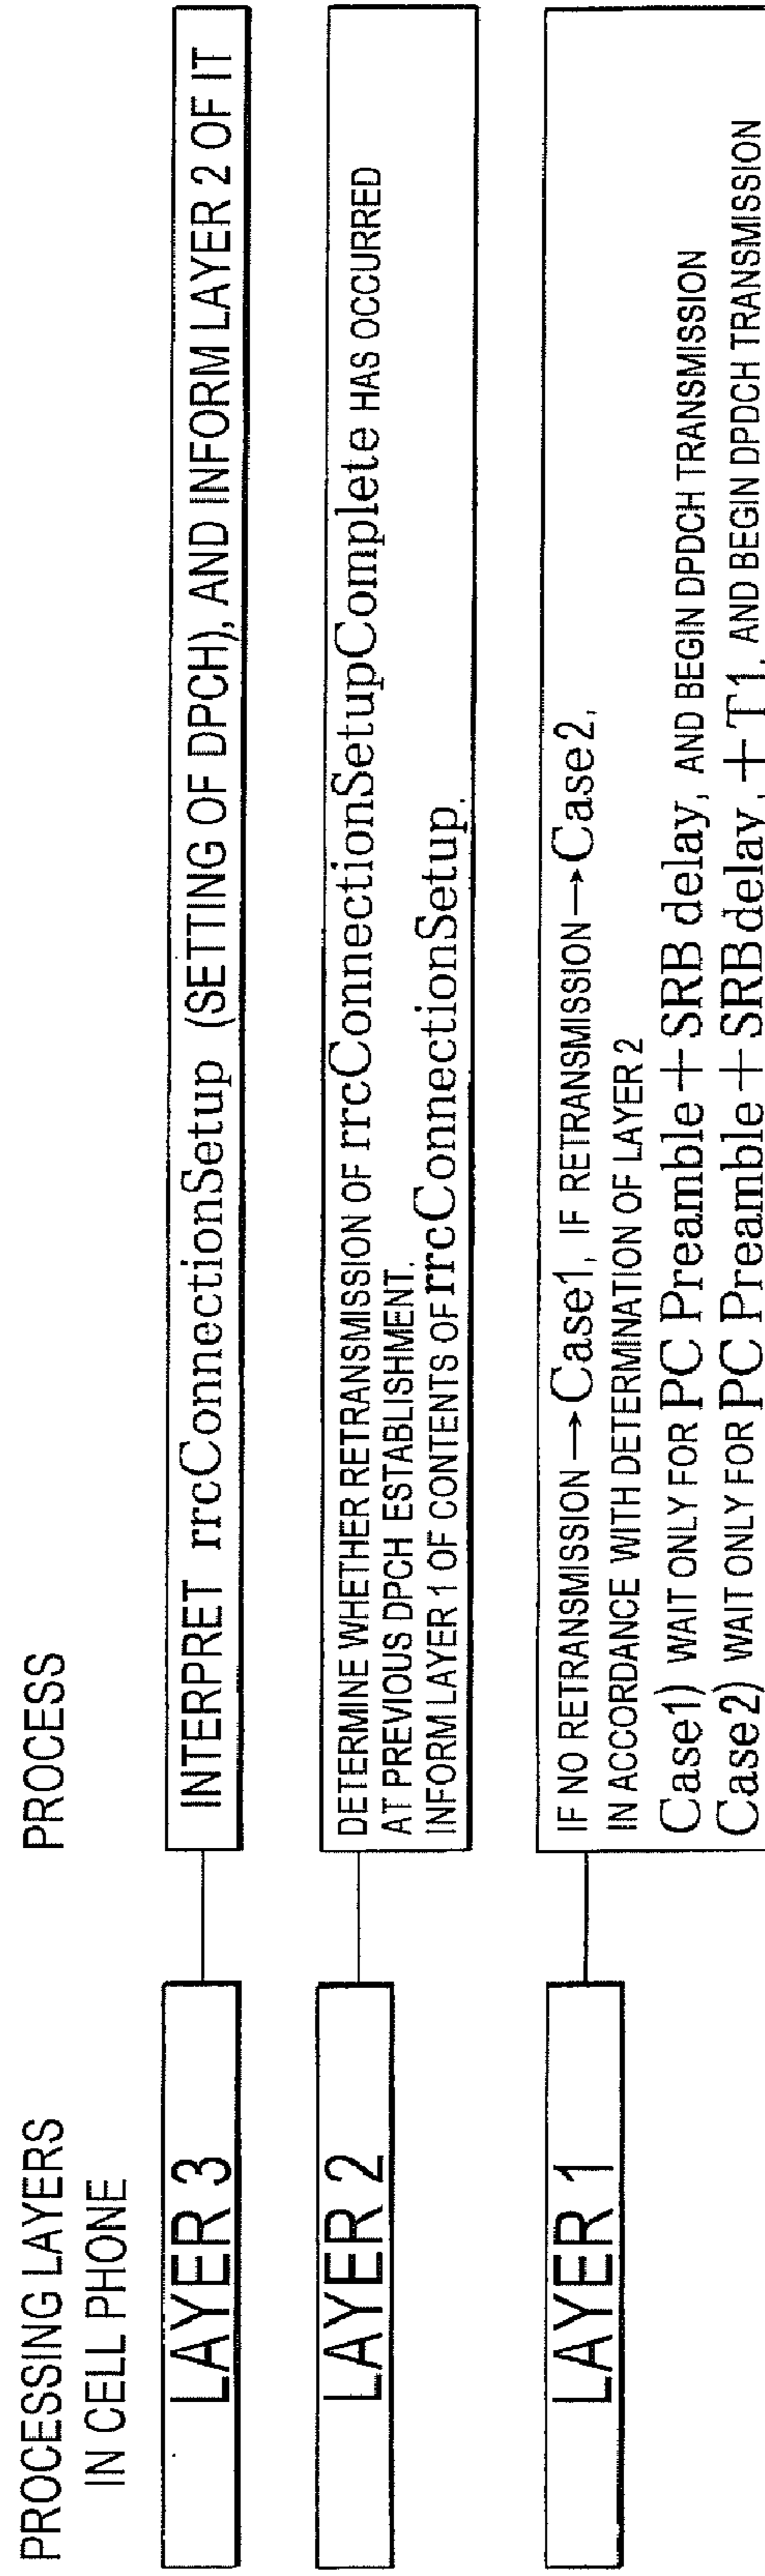 PROCESSING LAYERS
IN CELL PHONE
PROCESS
LAYER 3
INTERPRET rrcConnectionSetup (SETTING OF DPCH), AND INFORM LAYER 2 OF IT
LAYER 2
DETERMINE WHETHER RETRANSMISSION OF rrcConnectionSetupComplete HAS OCCURRED
AT PREVIOUS DPCH ESTABLISHMENT.
INFORM LAYER 1 OF CONTENTS OF rrcConnectionSetup.
LAYER 1
IF NO RETRANSMISSION → Case1, IF RETRANSMISSION → Case2,
IN ACCORDANCE WITH DETERMINATION OF LAYER 2
Case1) WAIT ONLY FOR PC Preamble + SRB delay, AND BEGIN DPDCH TRANSMISSION
Case2) WAIT ONLY FOR PC Preamble + SRB delay, + T1, AND BEGIN DPDCH TRANSMISSION